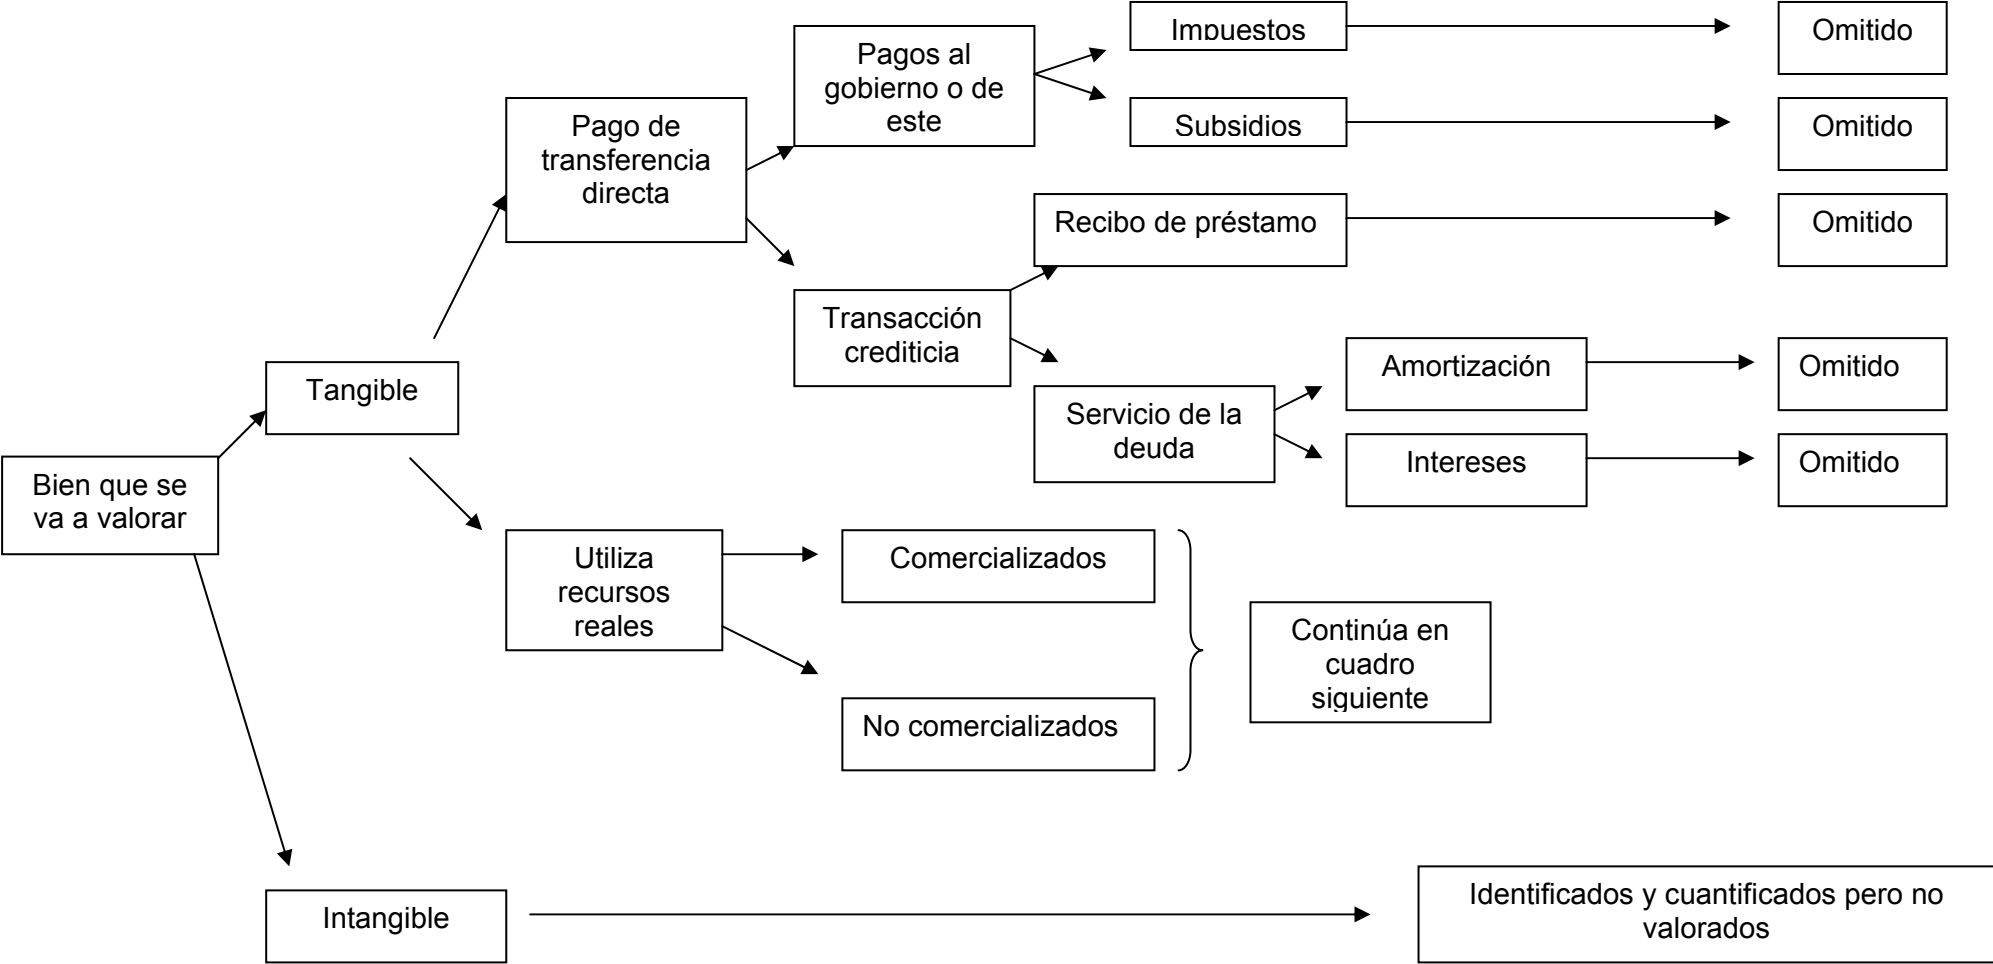 Impuestos
Omitido
Pagos al
gobierno o de
este
Subsidios
Omitido
Pago de
transferencia
directa
Recibo de préstamo
Omitido
Transacción
crediticia
Amortización
Omitido
Tangible
Servicio de la
deuda
Intereses
Omitido
Bien que se
va a valorar
Utiliza
recursos
reales
Comercializados
Continúa en
cuadro
siguiente
No comercializados
Intangible
Identificados y cuantificados pero no
valorados